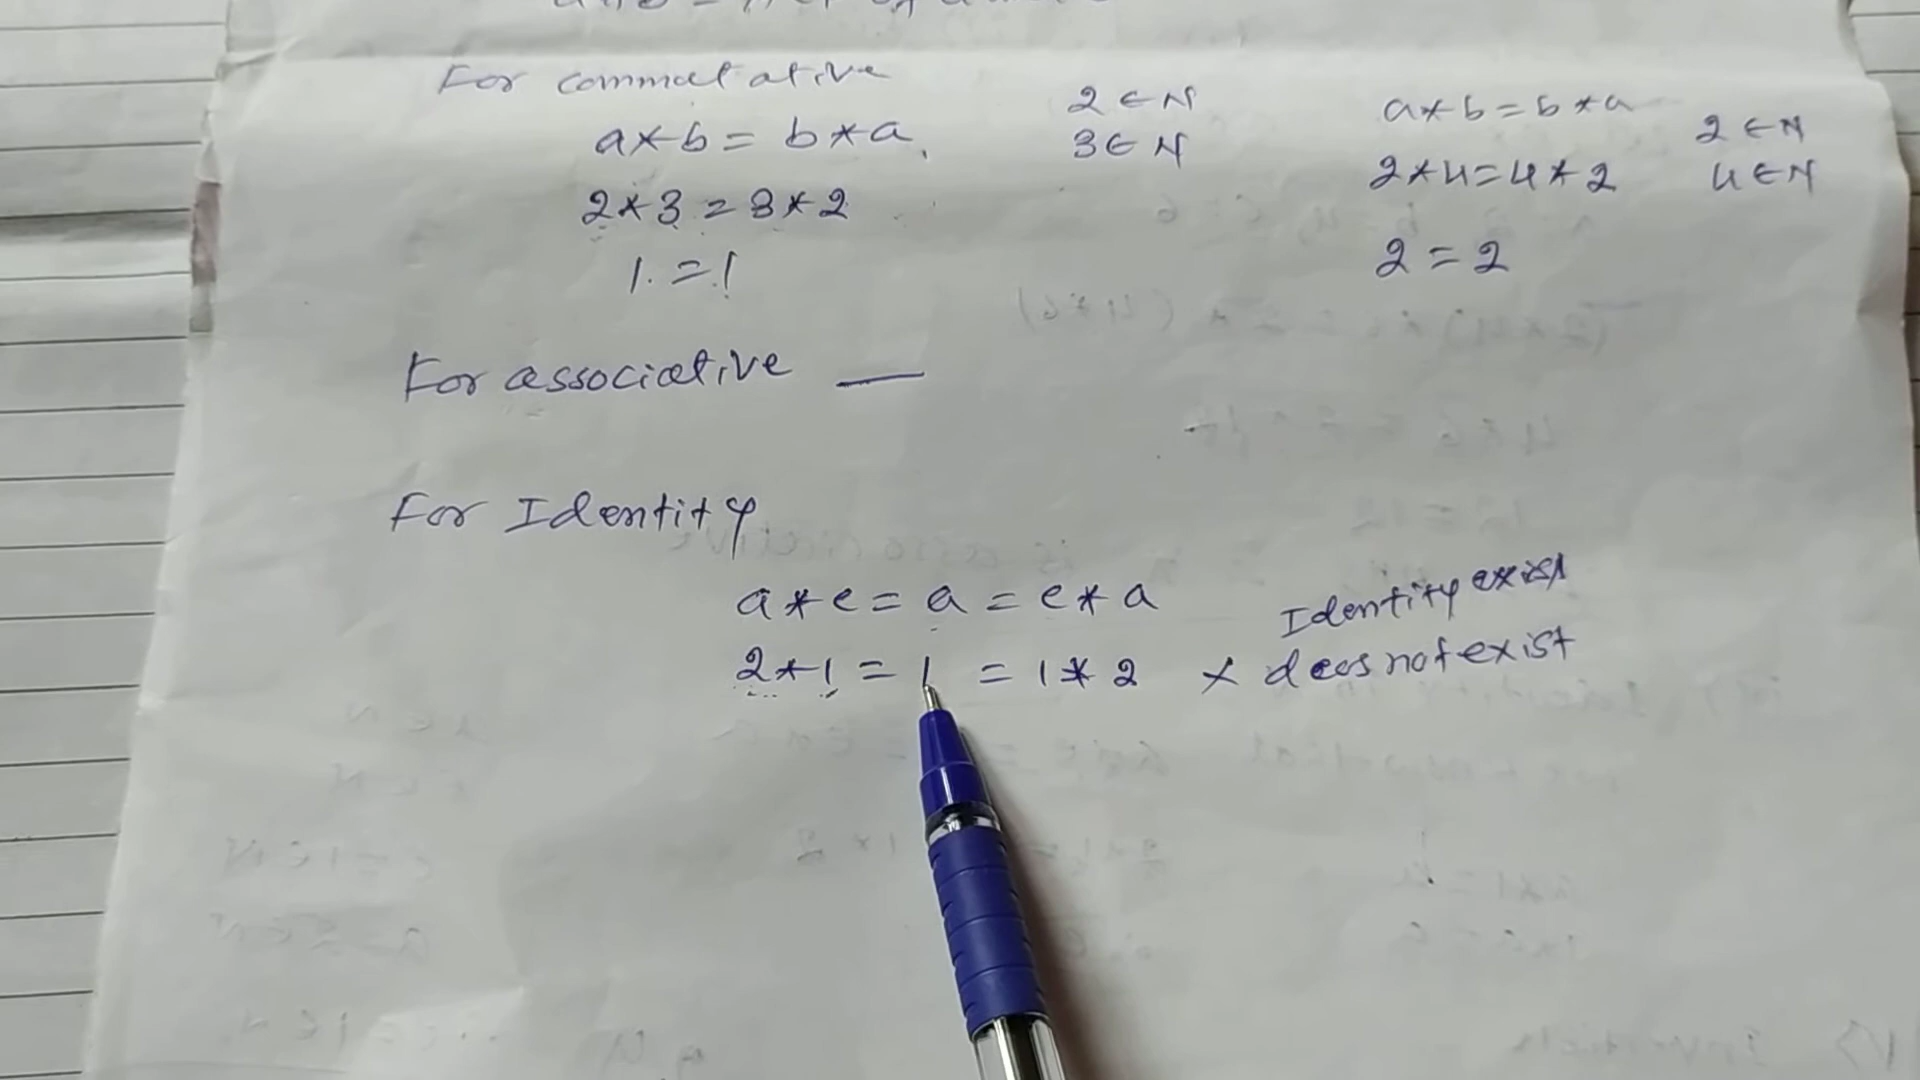 For commutative
a*b = b*a,
2*3 = 3*2
1. = 1
2 ∈ N
3 ∈ N
a*b = b*a
2*4 = 4*2
2 = 2
2 ∈ N
4 ∈ N
For associative —
For Identity
a*e = a = e*a
2*1 = 1 = 1*2 × does not exist
Identity exist